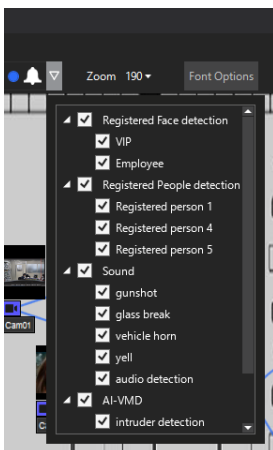 Zoom 190 Font Options
Registered Face detection
VIP
Employee
Registered People detection
Registered person 1
Registered person 4
Registered person 5
Sound
gunshot
glass break
vehicle horn
yell
audio detection
AI-VMD
intruder detection
Cam01
C